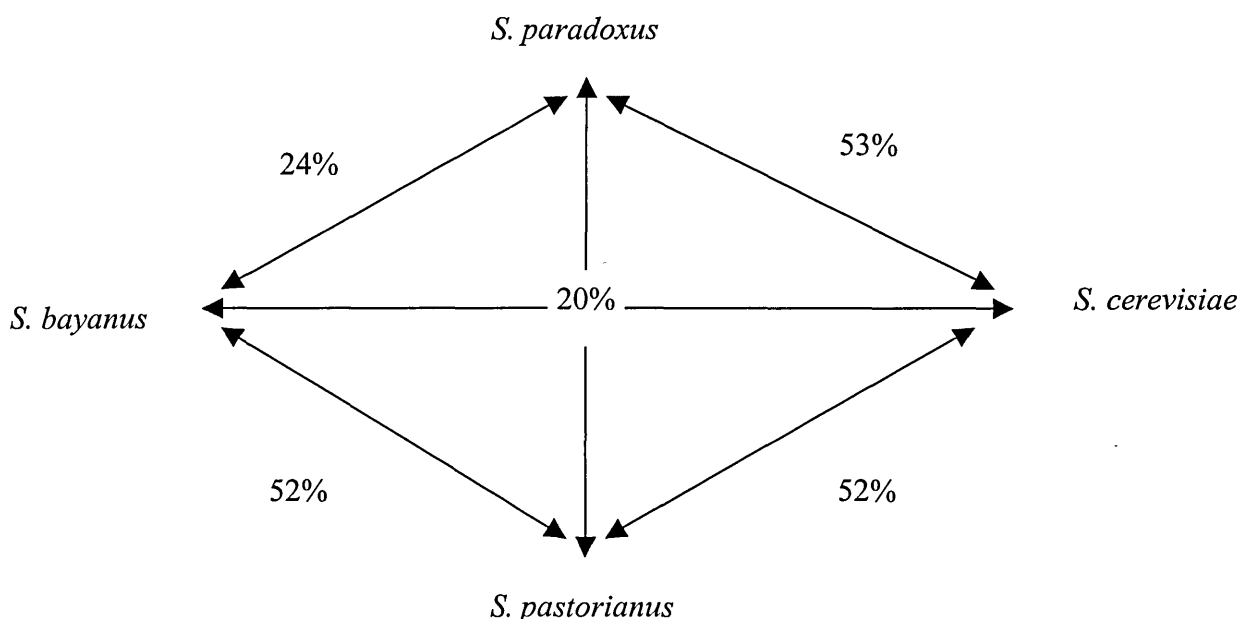 S. paradoxus
24%
53%
S. bayanus
20%
S. cerevisiae
52%
52%
S. pastorianus